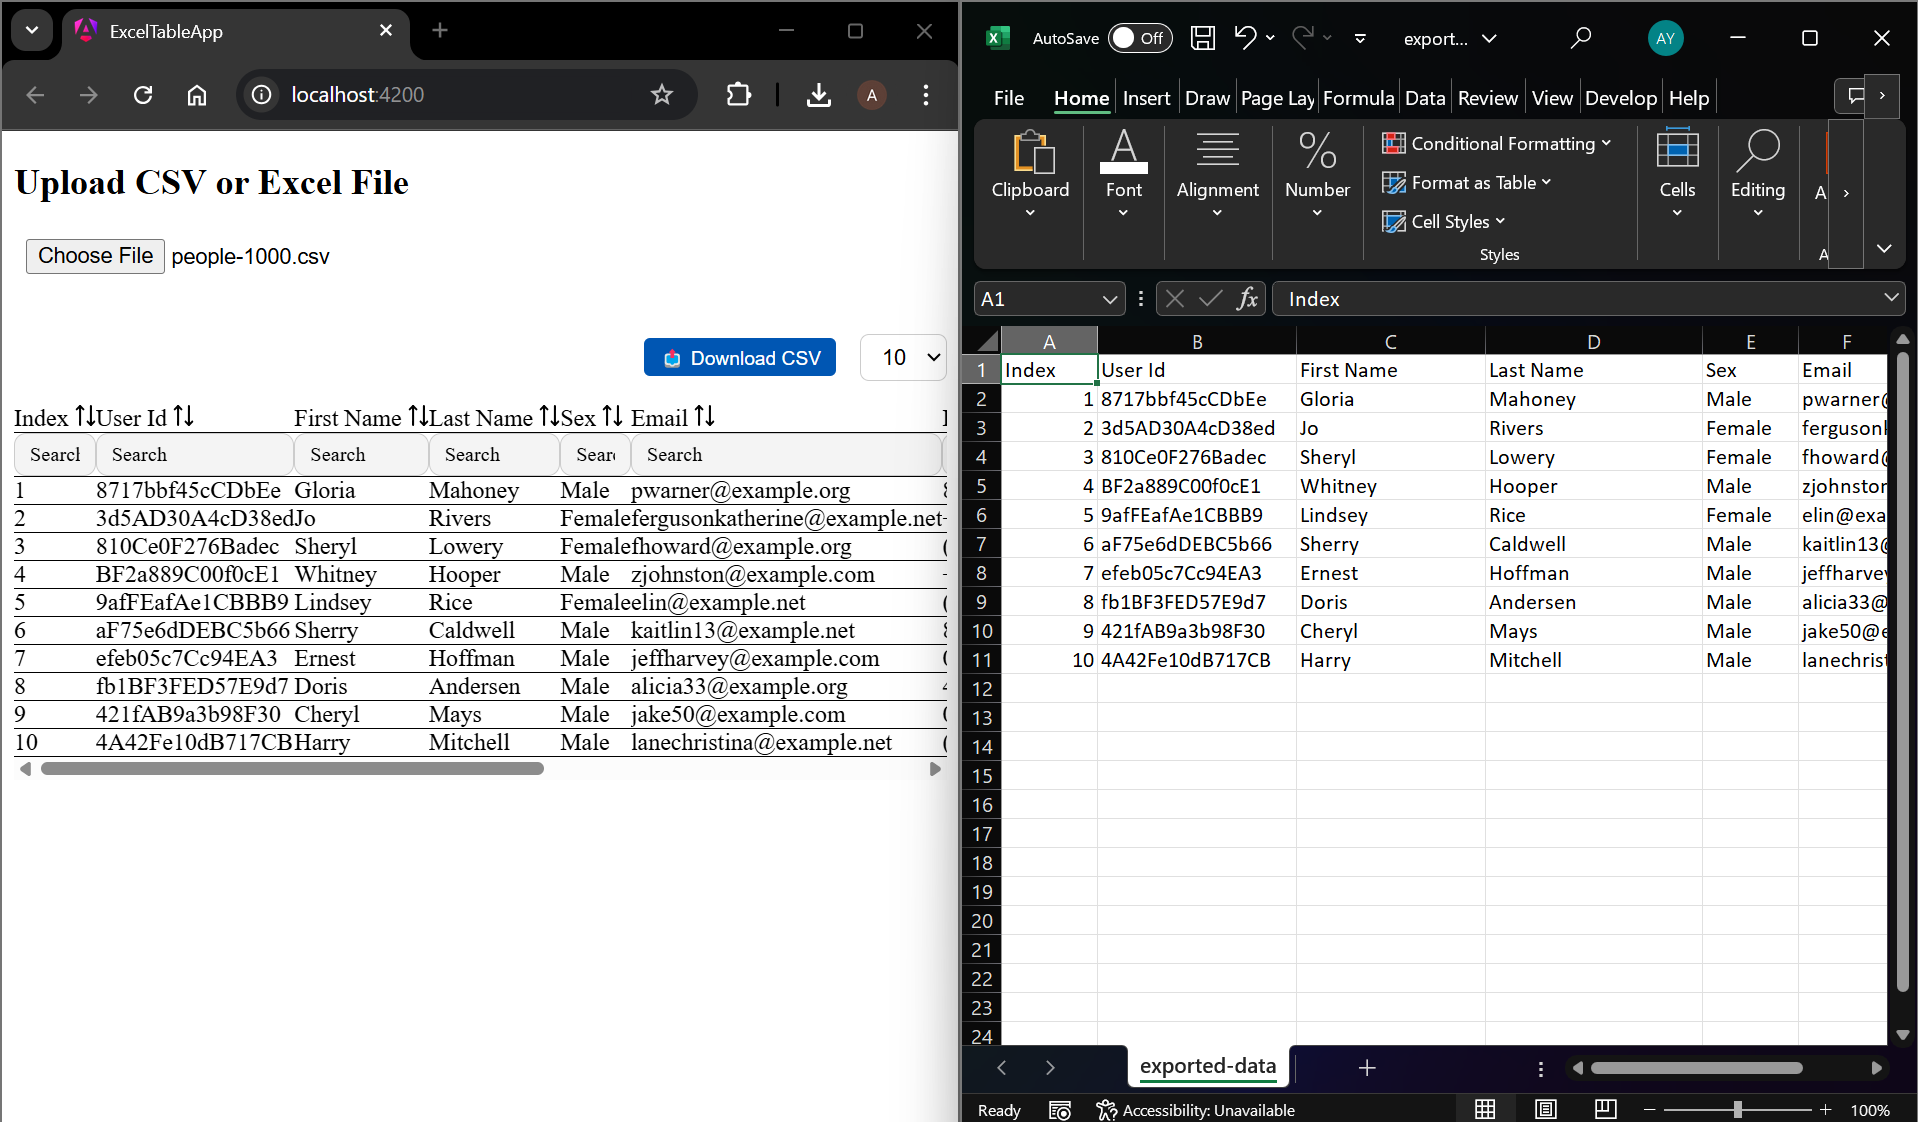 ExcelTableApp
localhost:4200
A
Upload CSV or Excel File
Choose File people-1000.csv
Download CSV 10
Index User Id First Name Last Name Sex Email
Search Search Search Search Sear Search
1 8717bbf45cCDbEe Gloria Mahoney Male pwarner@example.org
2 3d5AD30A4cD38ed Jo Rivers Female fergusonkatherine@example.net
3 810Ce0F276Badec Sheryl Lowery Female fhoward@example.org
4 BF2a889C00f0cE1 Whitney Hooper Male zjohnston@example.com
5 9afFEafAe1CBBB9 Lindsey Rice Female elin@example.net
6 aF75e6dDEBC5b66 Sherry Caldwell Male kaitlin13@example.net
7 efeb05c7Cc94EA3 Ernest Hoffman Male jeffharvey@example.com
8 fb1BF3FED57E9d7 Doris Andersen Male alicia33@example.org
9 421fAB9a3b98F30 Cheryl Mays Male jake50@example.com
10 4A42Fe10dB717CB Harry Mitchell Male lanechristina@example.net
AutoSave Off export... AY
File Home Insert Draw Page Lay Formula Data Review View Develop Help
Clipboard Font Alignment Number Conditional Formatting Format as Table Cell Styles Cells Editing A
Styles A
A1 fx Index
A B C D E F
1 Index User Id First Name Last Name Sex Email
2 1 8717bbf45cCDbEe Gloria Mahoney Male pwarner@
3 2 3d5AD30A4cD38ed Jo Rivers Female fergusonk
4 3 810Ce0F276Badec Sheryl Lowery Female fhoward@
5 4 BF2a889C00f0cE1 Whitney Hooper Male zjohnston
6 5 9afFEafAe1CBBB9 Lindsey Rice Female elin@exa
7 6 aF75e6dDEBC5b66 Sherry Caldwell Male kaitlin13@
8 7 efeb05c7Cc94EA3 Ernest Hoffman Male jeffharvey
9 8 fb1BF3FED57E9d7 Doris Andersen Male alicia33@
10 9 421fAB9a3b98F30 Cheryl Mays Male jake50@e
11 10 4A42Fe10dB717CB Harry Mitchell Male lanechrist
12
13
14
15
16
17
18
19
20
21
22
23
24
exported-data
Ready Accessibility: Unavailable 100%